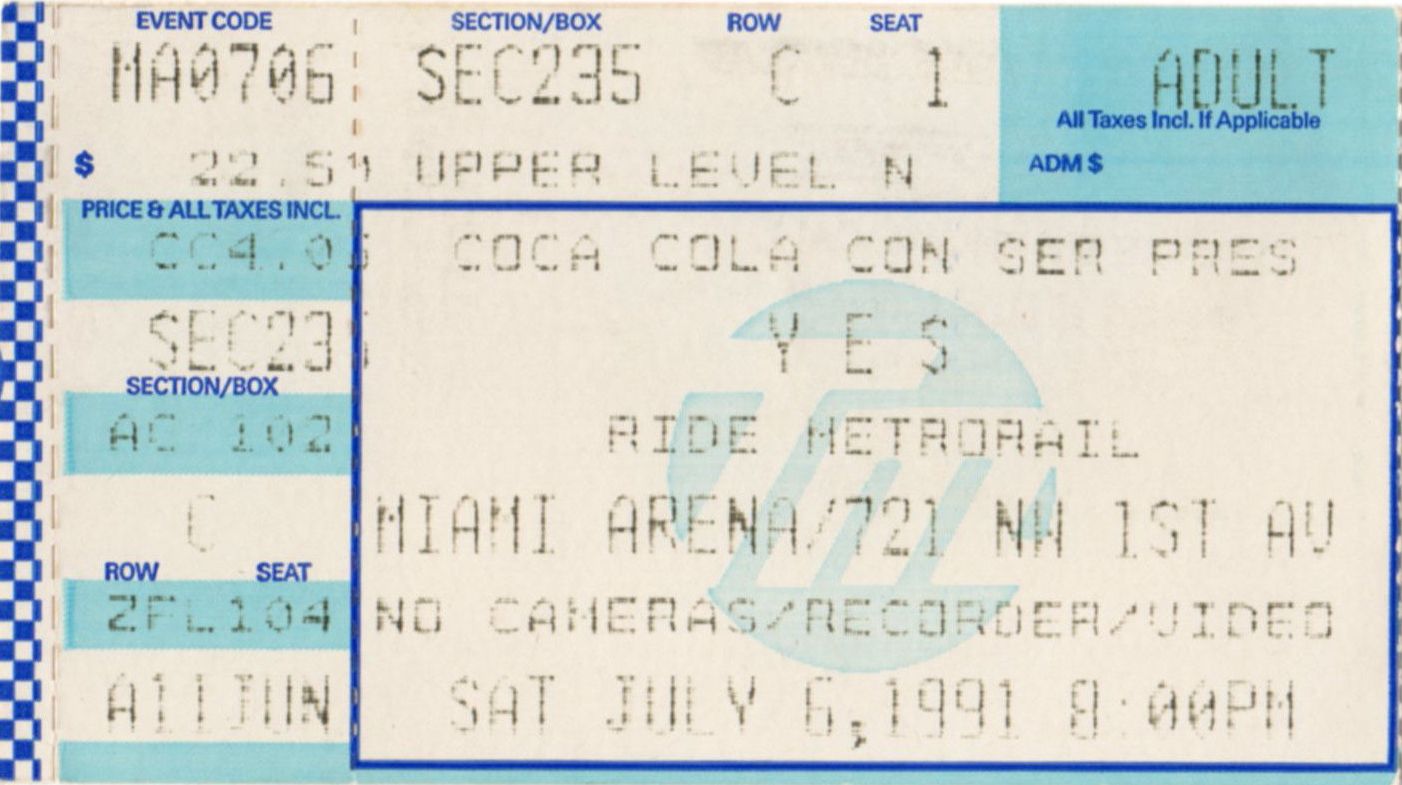 EVENT CODE SECTION/BOX ROW SEAT
MA0706 SEC235 C 1 ADULT
All Taxes Incl. If Applicable
$ UPPER LEVEL N ADM $
PRICE & ALL TAXES INCL.
COCA COLA CON SER PRES
Y E S
SECTION/BOX
AC 102 RIDE METRORAIL
C MIAMI ARENA/721 NW 1ST AV
ROW SEAT
ZFL104 NO CAMERAS/RECORDER/VIDEO
A11JUN SAT JULY 6,1991 8:00PM